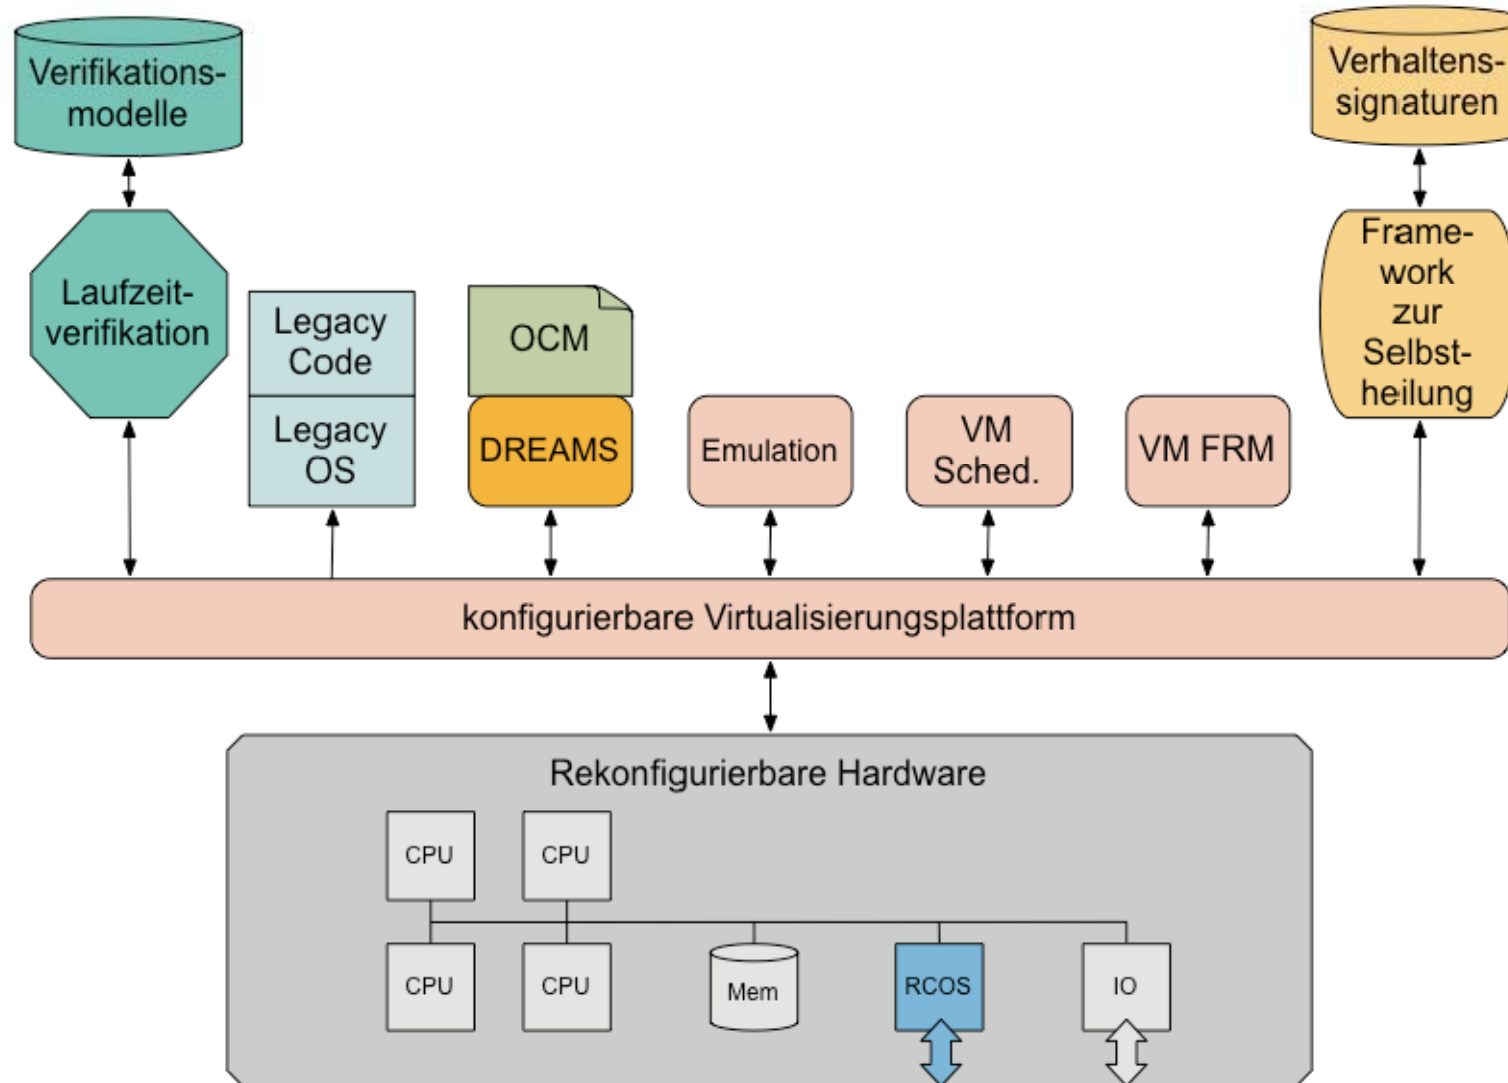 Verifikations-
modelle
Verhaltens-
signaturen
Laufzeit-
verifikation
Legacy
Code
Legacy
OS
OCM
DREAMS
Emulation
VM
Sched.
VM FRM
Frame-
work
zur
Selbst-
heilung
konfigurierbare Virtualisierungsplattform
Rekonfigurierbare Hardware
CPU
CPU
CPU
CPU
Mem
RCOS
IO